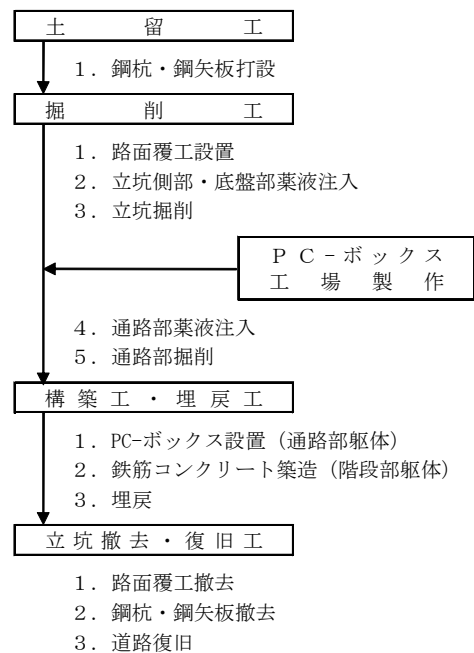 土留工
1．鋼杭・鋼矢板打設
掘削工
1．路面覆工設置
2．立坑側部・底盤部薬液注入
3．立坑掘削
ＰＣ-ボックス
工場製作
4．通路部薬液注入
5．通路部掘削
構築工・埋戻工
1．PC-ボックス設置（通路部躯体）
2．鉄筋コンクリート築造（階段部躯体）
3．埋戻
立坑撤去・復旧工
1．路面覆工撤去
2．鋼杭・鋼矢板撤去
3．道路復旧